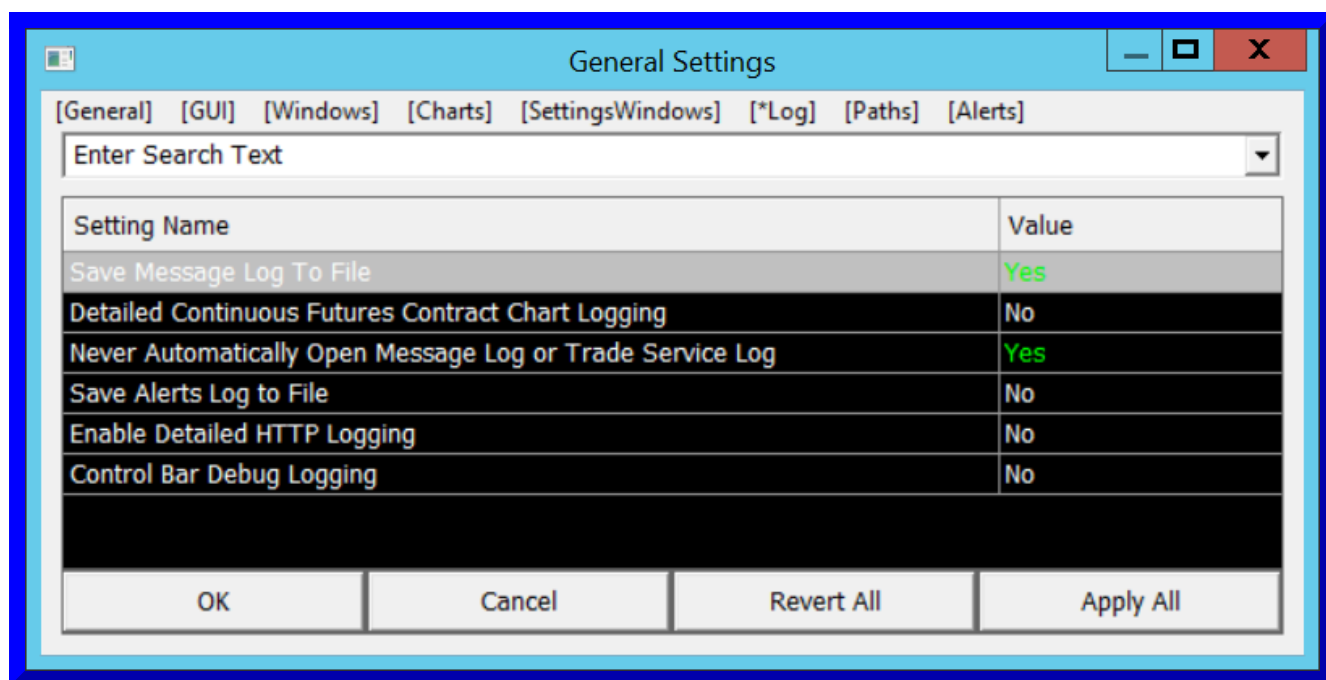 General Settings
X
[General] [GUI] [Windows] [Charts] [SettingsWindows] [*Log] [Paths] [Alerts]
Enter Search Text
Setting Name Value
Save Message Log To File Yes
Detailed Continuous Futures Contract Chart Logging No
Never Automatically Open Message Log or Trade Service Log Yes
Save Alerts Log to File No
Enable Detailed HTTP Logging No
Control Bar Debug Logging No
OK Cancel Revert All Apply All